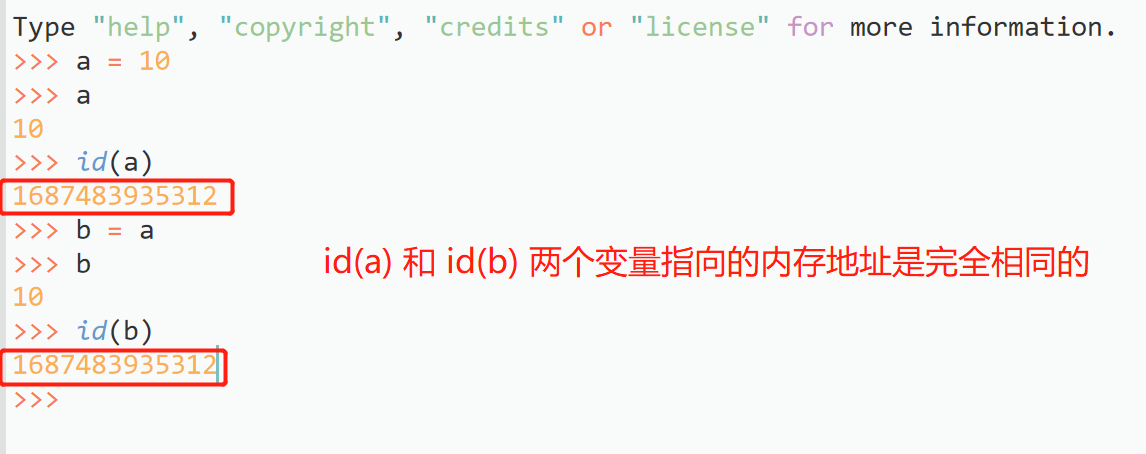 Type "help", "copyright", "credits" or "license" for more information.
>>> a = 10
>>> a
10
>>> id(a)
1687483935312
>>> b = a
>>> b
id(a) 和 id(b) 两个变量指向的内存地址是完全相同的
10
>>> id(b)
1687483935312
>>>